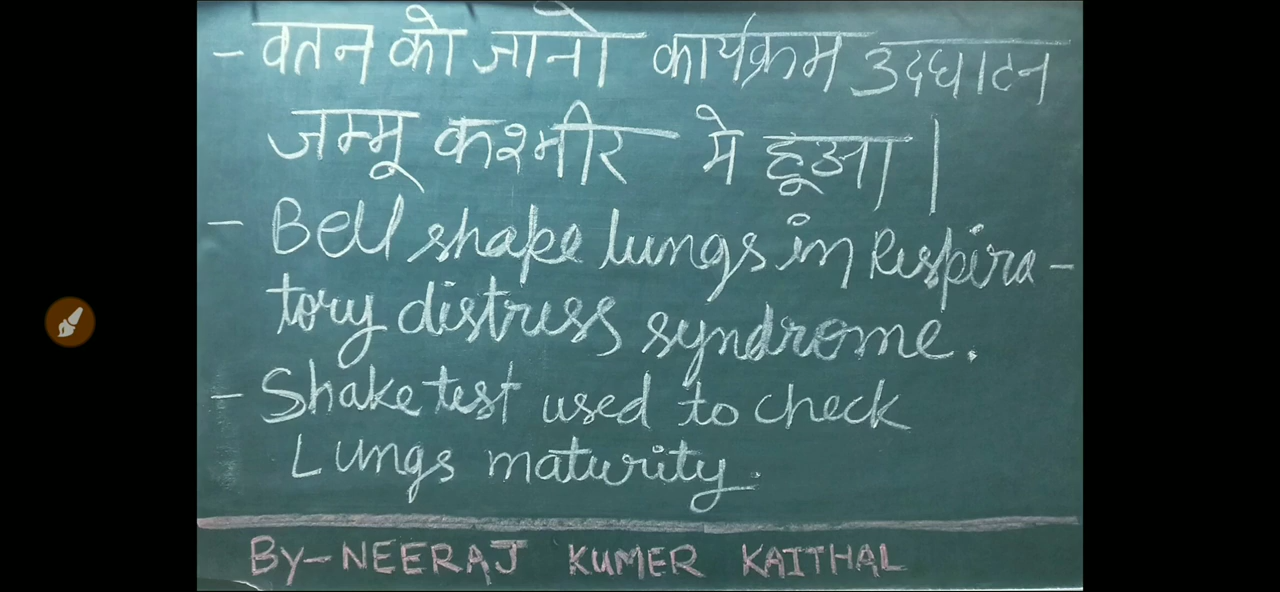 - वतन को जानो कार्यक्रम उदघाटन
जम्मू कश्मीर मे हूआ |
- Bell shape lungs in Respira-
tory distress syndrome.
- Shake test used to check
Lungs maturity.
By-NEERAJ KUMER KAITHAL